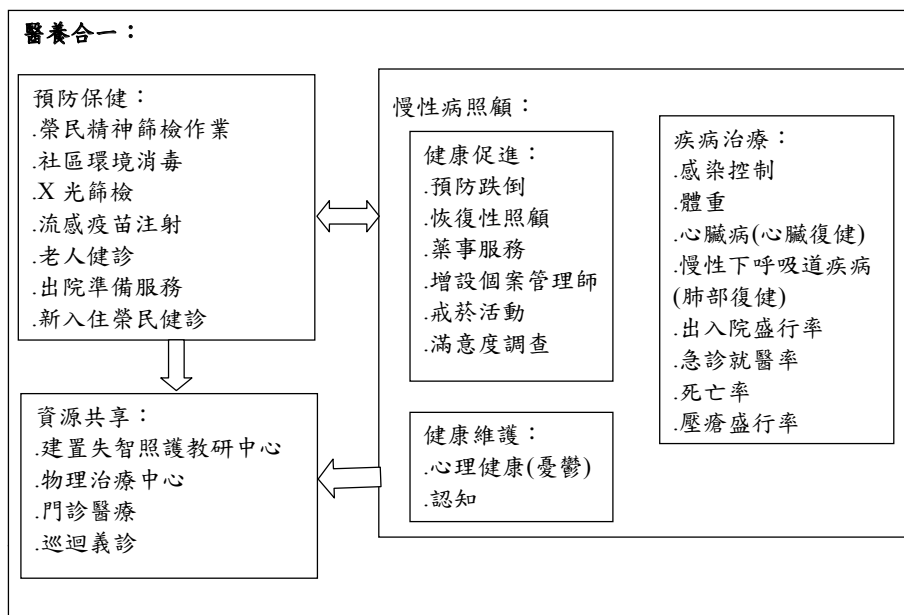 醫養合一：
預防保健：
.榮民精神篩檢作業
.社區環境消毒
.X 光篩檢
.流感疫苗注射
.老人健診
.出院準備服務
.新入住榮民健診
資源共享：
.建置失智照護教研中心
.物理治療中心
.門診醫療
.巡迴義診
慢性病照顧：
健康促進：
.預防跌倒
.恢復性照顧
.藥事服務
.增設個案管理師
.戒菸活動
.滿意度調查
健康維護：
.心理健康(憂鬱)
.認知
疾病治療：
.感染控制
.體重
.心臟病(心臟復健)
.慢性下呼吸道疾病
(肺部復健)
.出入院盛行率
.急診就醫率
.死亡率
.壓瘡盛行率